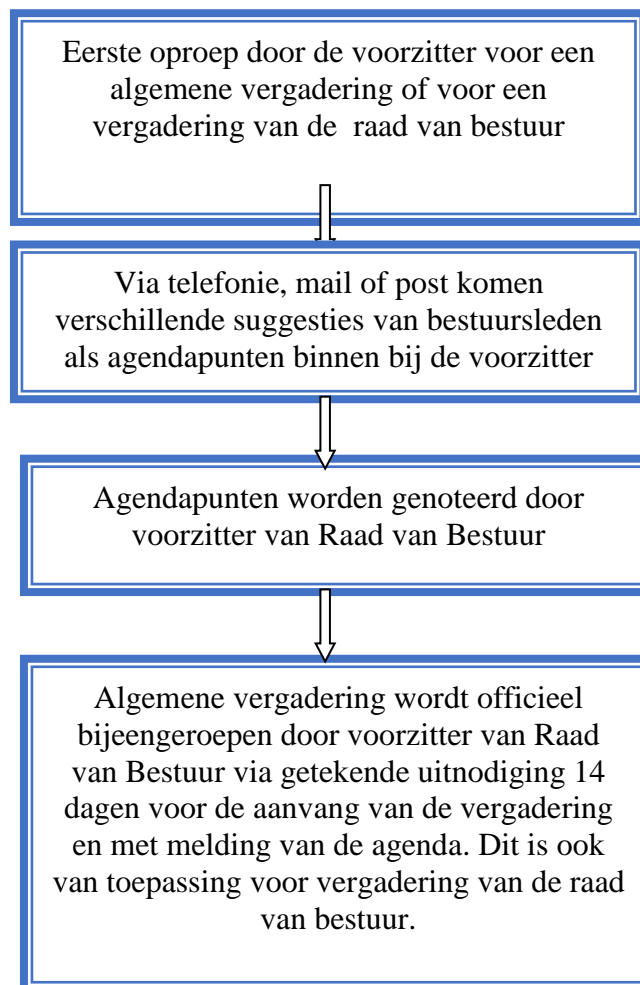 Eerste oproep door de voorzitter voor een
algemene vergadering of voor een
vergadering van de  raad van bestuur
Via telefonie, mail of post komen
verschillende suggesties van bestuursleden
als agendapunten binnen bij de voorzitter
Agendapunten worden genoteerd door
voorzitter van Raad van Bestuur
Algemene vergadering wordt officieel
bijeengeroepen door voorzitter van Raad
van Bestuur via getekende uitnodiging 14
dagen voor de aanvang van de vergadering
en met melding van de agenda. Dit is ook
van toepassing voor vergadering van de raad
van bestuur.